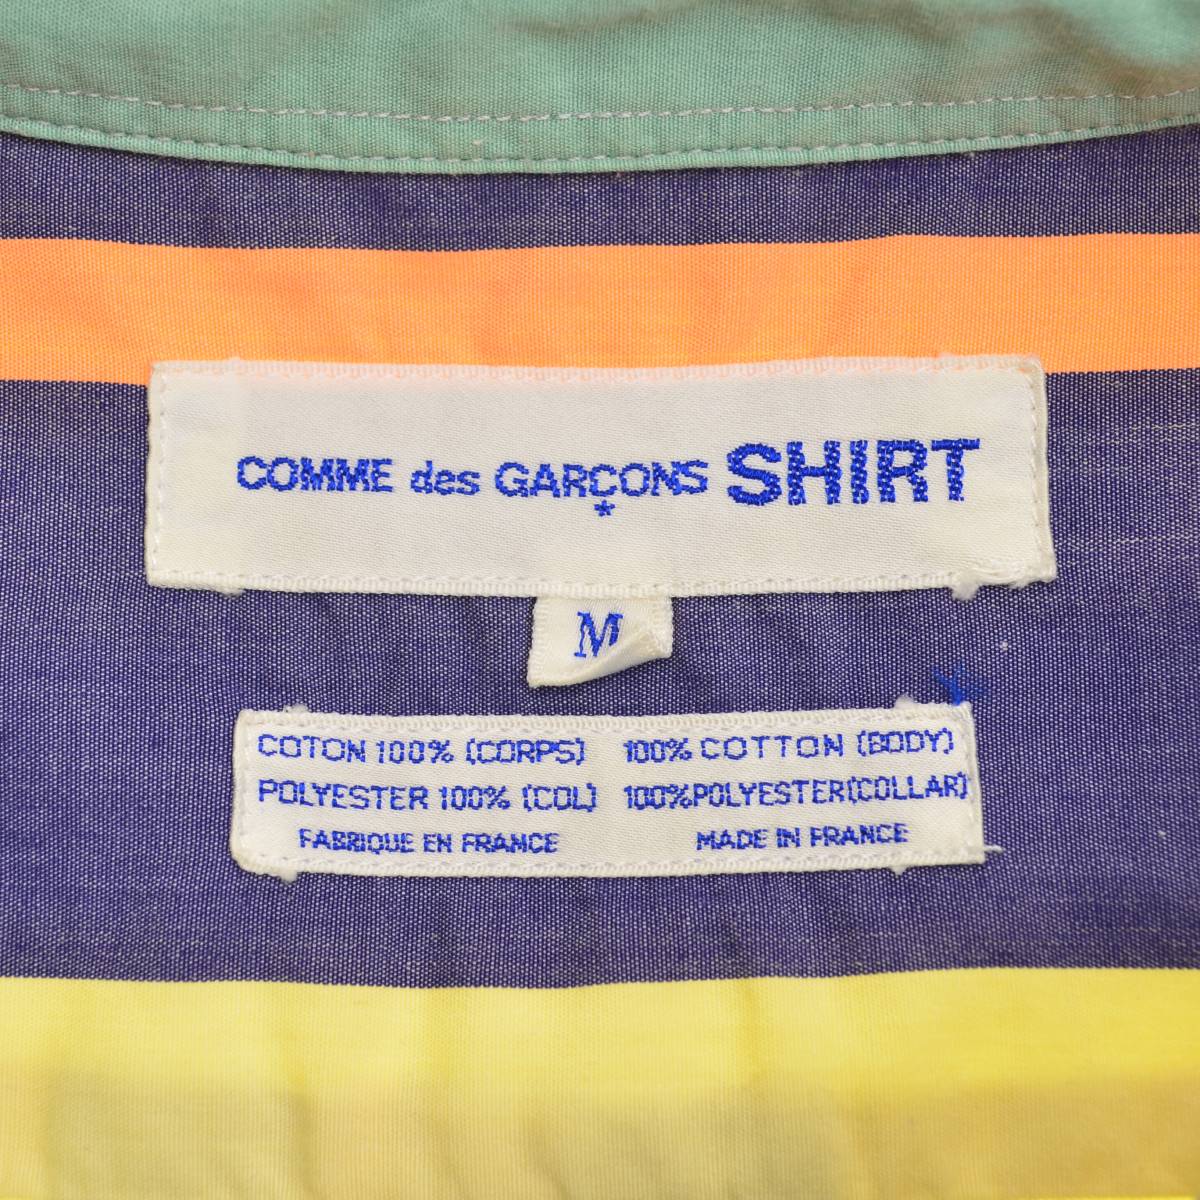 COMME des GARÇONS SHIRT
*
M
COTON 100% (CORPS) 100% COTTON (BODY)
POLYESTER 100% (COL) 100% POLYESTER (COLLAR)
FABRIQUE EN FRANCE MADE IN FRANCE